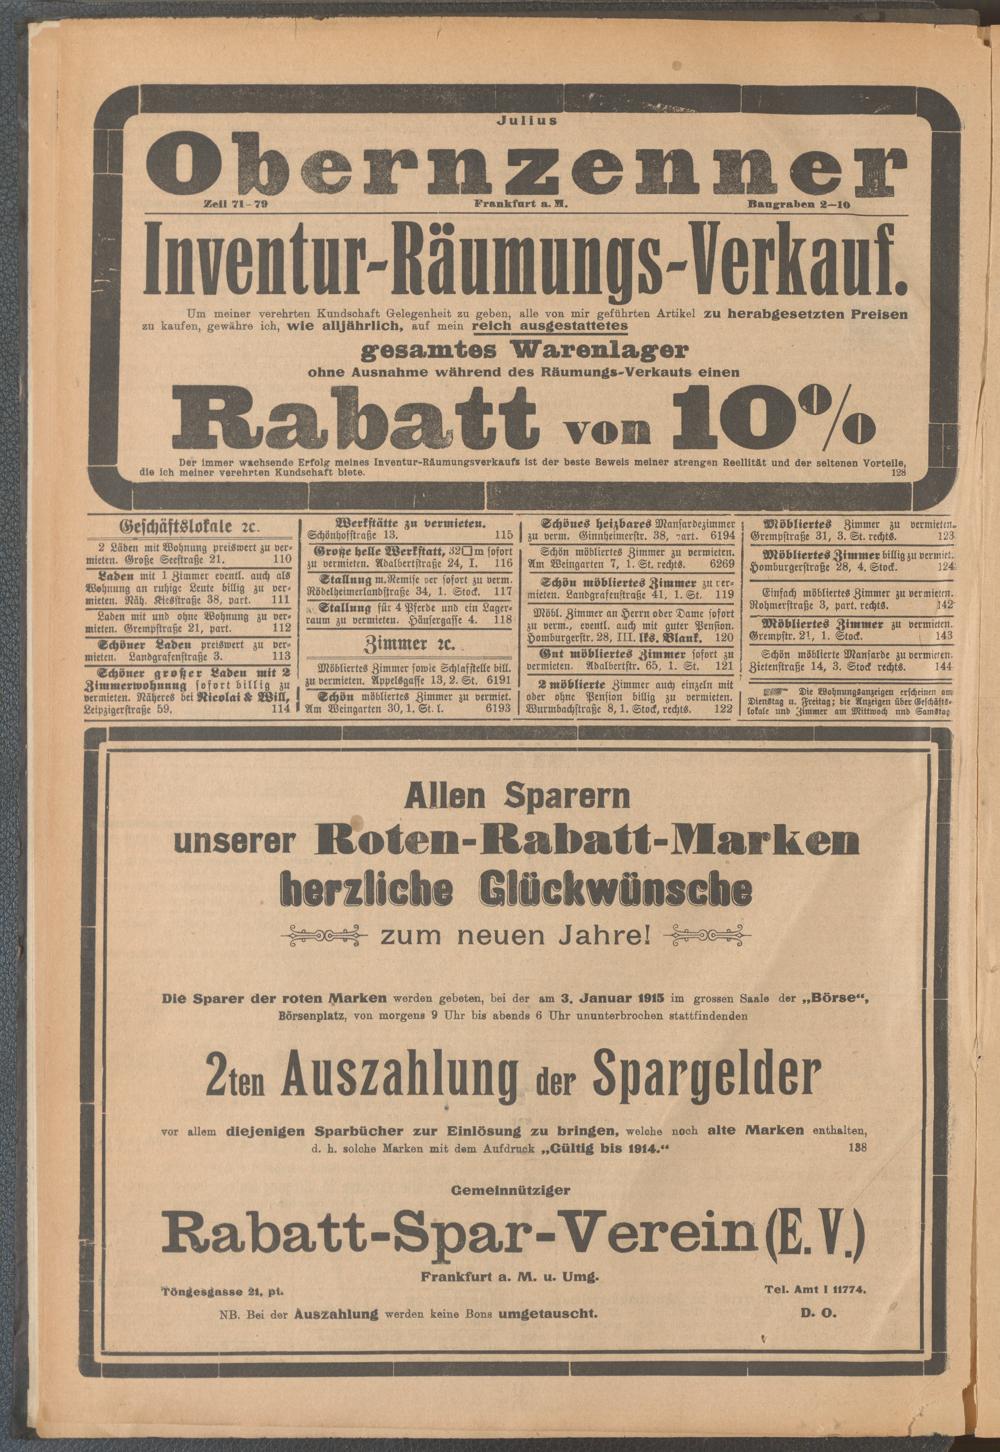 Julius
Obernzenner
Zeil 71-79 Frankfurt a. M. Baugraben 2—10
Inventur-Räumungs-Verkauf.
Um meiner verehrten Kundschaft Gelegenheit zu geben, alle von mir geführten Artikel zu herabgesetzten Preisen
zu kaufen, gewähre ich, wie alljährlich, auf mein reich ausgestattetes
gesamtes Warenlager
ohne Ausnahme während des Räumungs-Verkaufs einen
Rabatt von 10%
Der immer wachsende Erfolg meines Inventur-Räumungsverkaufs ist der beste Beweis meiner strengen Reellität und der seltenen Vorteile,
die ich meiner verehrten Kundschaft biete. 128
Geschäftslokale ⁊c.
2 Läden mit Wohnung preiswert zu ver-
mieten. Große Seestraße 21. 110
Laden mit 1 Zimmer eventl. auch als
Wohnung an ruhige Leute billig zu ver-
mieten. Näh. Kiesstraße 38, part. 111
Laden mit und ohne Wohnung zu ver-
mieten. Grempstraße 21, part. 112
Schöner Laden preiswert zu ver-
mieten. Landgrafenstraße 3. 113
Schöner großer Laden mit 2
Zimmerwohnung sofort billig zu
vermieten. Näheres bei Nicolai & Will,
Leipzigerstraße 59. 114
Werkstätte zu vermieten.
Schönhofstraße 13. 115
Große helle Werkstatt, 32□m sofort
zu vermieten. Adalbertstraße 24, I. 116
Stallung m. Remise per sofort zu verm.
Rödelheimerlandstraße 34, 1. Stock. 117
Stallung für 4 Pferde und ein Lager-
raum zu vermieten. Häusergasse 4. 118
Zimmer ⁊c.
Möbliertes Zimmer sowie Schlafstelle bill.
zu vermieten. Appelsgasse 13, 2. St. 6191
Schön möbliertes Zimmer zu vermiet.
Am Weingarten 30, 1. St. l. 6193
Schönes heizbares Mansardezimmer
zu verm. Ginnheimerstr. 38, part. 6194
Schön möbliertes Zimmer zu vermieten.
Am Weingarten 7, 1. St. rechts. 6269
Schön möbliertes Zimmer zu ver-
mieten. Landgrafenstraße 41, 1. St. 119
Möbl. Zimmer an Herrn oder Dame sofort
zu verm., eventl. auch mit guter Pension.
Homburgerstr. 28, III. lks. Blank. 120
Gut möbliertes Zimmer sofort zu
vermieten. Adalbertstr. 65, 1. St. 121
2 möblierte Zimmer auch einzeln mit
oder ohne Pension billig zu vermieten.
Wurmbachstraße 8, 1. Stock, rechts. 122
Möbliertes Zimmer zu vermieten.
Grempstraße 31, 3. St. rechts. 123
Möbliertes Zimmer billig zu vermiet.
Homburgerstraße 28, 4. Stock. 124
Einfach möbliertes Zimmer zu vermieten.
Rohmerstraße 3, part. rechts. 142
Möbliertes Zimmer zu vermieten.
Grempstr. 21, 1. Stock. 143
Schön möblierte Mansarde zu vermieten.
Zietenstraße 14, 3. Stock rechts. 144
☞ Die Wohnungsanzeigen erscheinen am
Dienstag u. Freitag; die Anzeigen über Geschäfts-
lokale und Zimmer am Mittwoch und Samstag
Allen Sparern
unserer Roten-Rabatt-Marken
herzliche Glückwünsche
zum neuen Jahre!
Die Sparer der roten Marken werden gebeten, bei der am 3. Januar 1915 im grossen Saale der „Börse“,
Börsenplatz, von morgens 9 Uhr bis abends 6 Uhr ununterbrochen stattfindenden
2ten Auszahlung der Spargelder
vor allem diejenigen Sparbücher zur Einlösung zu bringen, welche noch alte Marken enthalten,
d. h. solche Marken mit dem Aufdruck „Gültig bis 1914.“ 138
Gemeinnütziger
Rabatt-Spar-Verein (E. V.)
Frankfurt a. M. u. Umg.
Töngesgasse 21, pt. Tel. Amt I 11774.
NB. Bei der Auszahlung werden keine Bons umgetauscht. D. O.